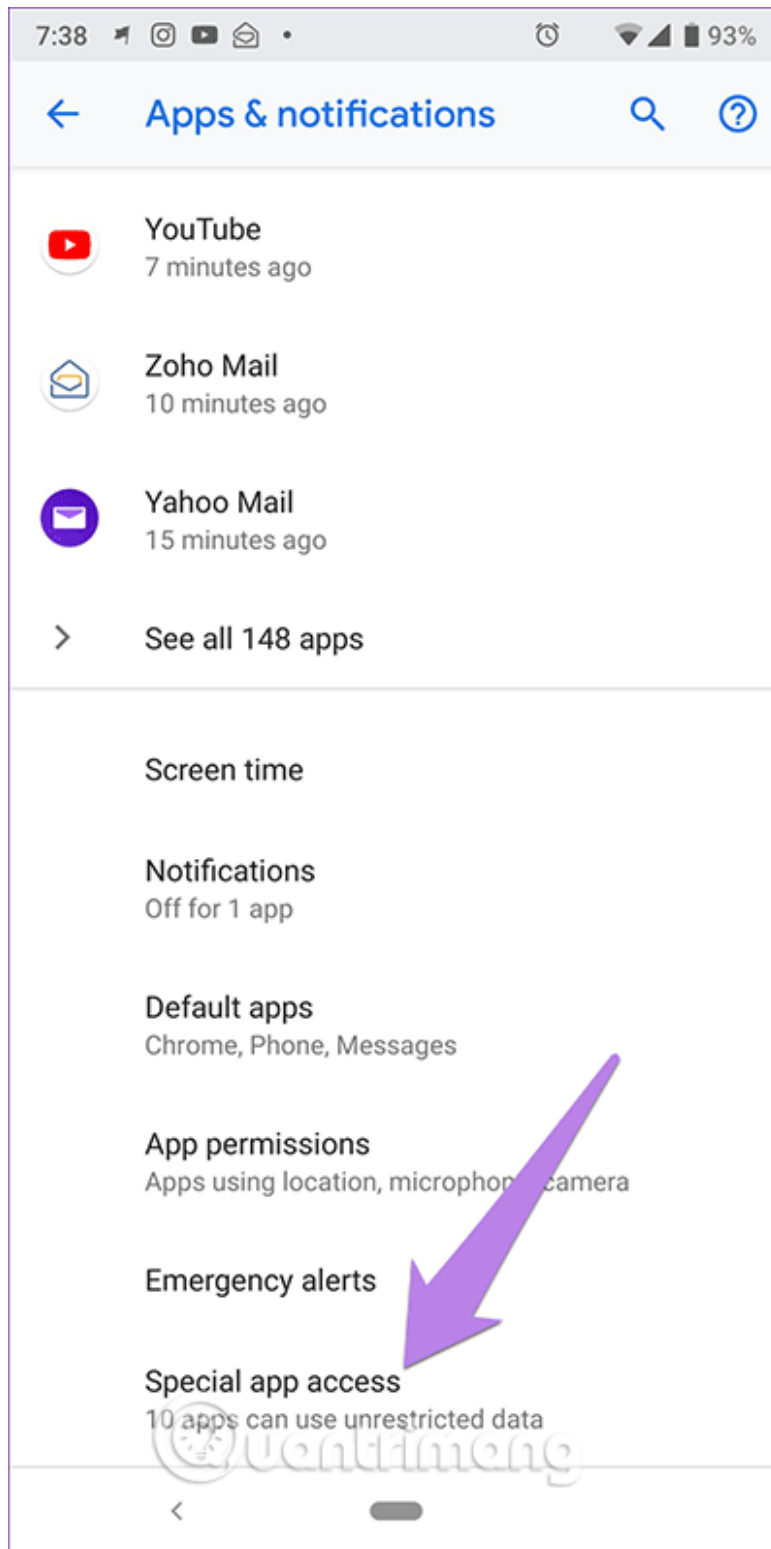 7:38
93%
Apps & notifications
YouTube
7 minutes ago
Zoho Mail
10 minutes ago
Yahoo Mail
15 minutes ago
See all 148 apps
Screen time
Notifications
Off for 1 app
Default apps
Chrome, Phone, Messages
App permissions
Apps using location, microphon camera
Emergency alerts
Special app access
10 apps can use unrestricted data
Quantrimang